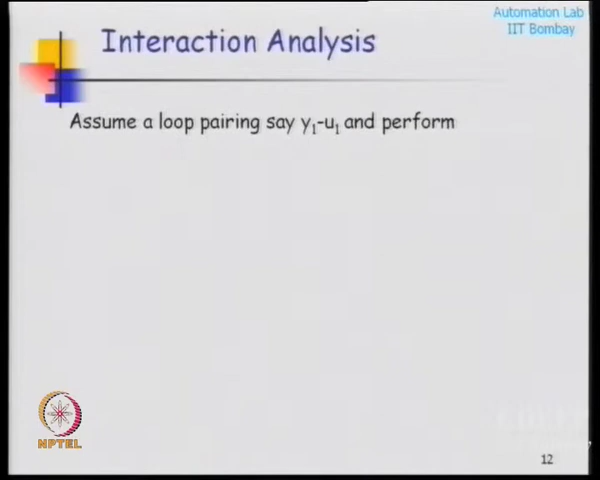 Automation Lab
IIT Bombay
Interaction Analysis
Assume a loop pairing say y₁-u₁ and perform
NPTEL
12